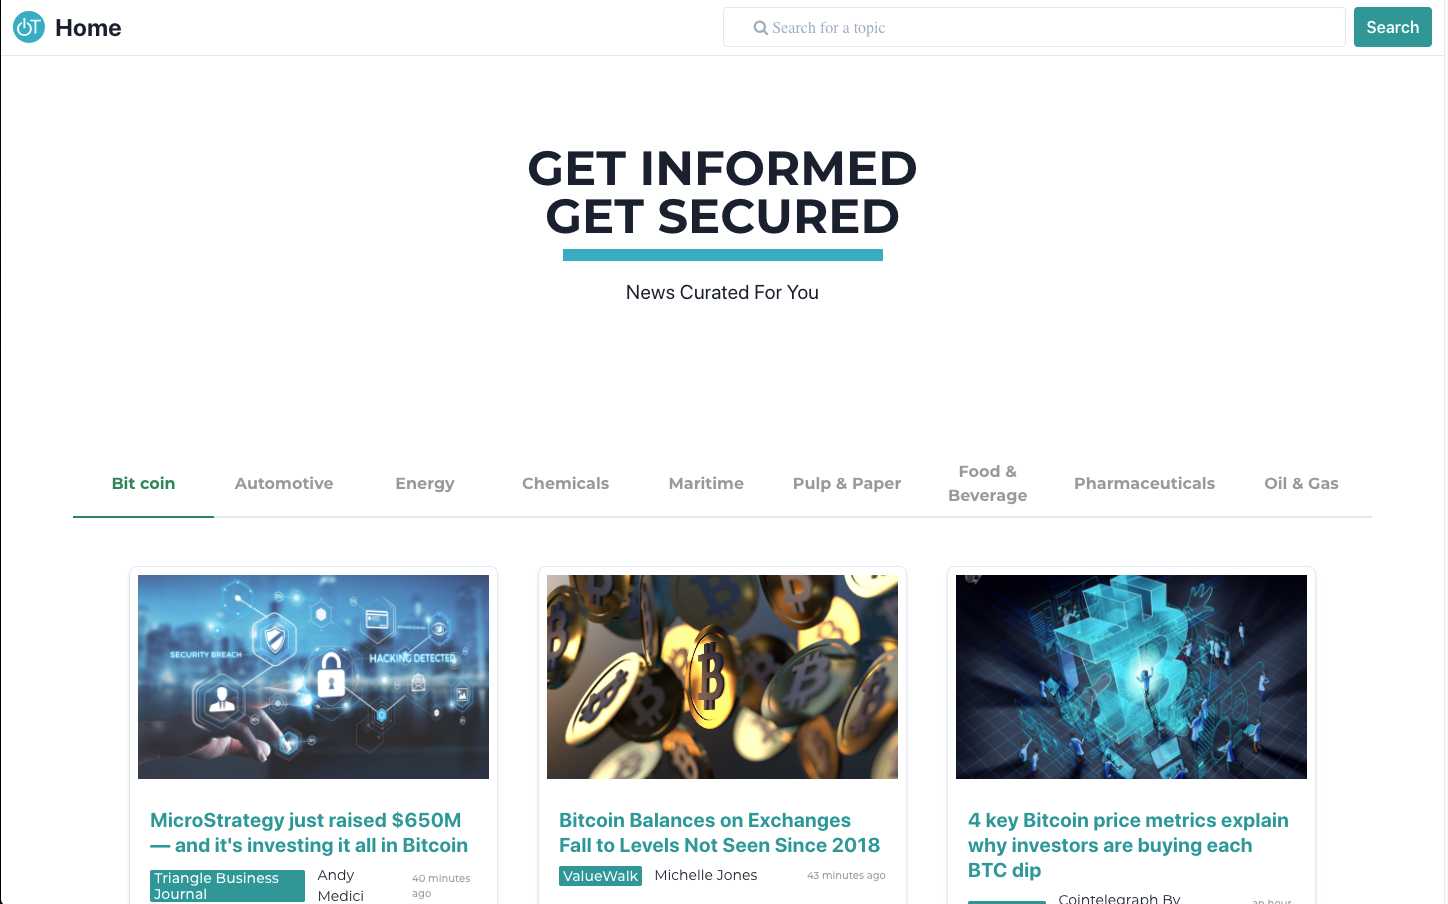 Home
Search for a topic
Search
GET INFORMED
GET SECURED
News Curated For You
Bit coin
Automotive
Energy
Chemicals
Maritime
Pulp & Paper
Food &
Beverage
Pharmaceuticals
Oil & Gas
SECURITY BREACH
HACKING DETECTED
MicroStrategy just raised $650M
— and it's investing it all in Bitcoin
Triangle Business
Journal
Andy
Medici
40 minutes
ago
Bitcoin Balances on Exchanges
Fall to Levels Not Seen Since 2018
ValueWalk
Michelle Jones
43 minutes ago
4 key Bitcoin price metrics explain
why investors are buying each
BTC dip
Cointelegraph By
an hour